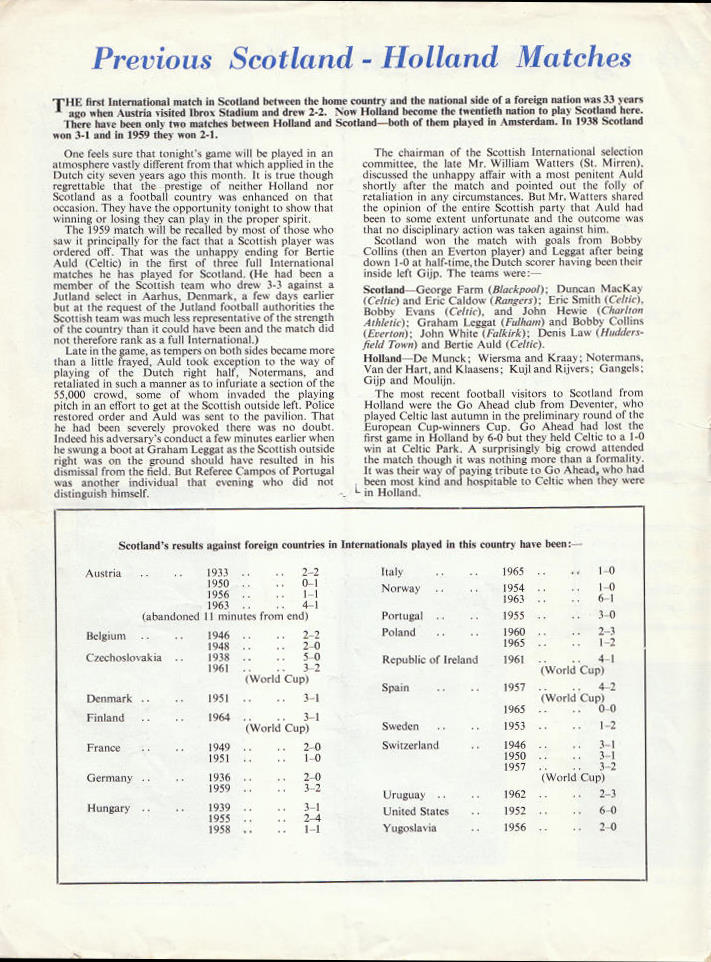 Previous Scotland - Holland Matches
THE first International match in Scotland between the home country and the national side of a foreign nation was 33 years
ago when Austria visited Ibrox Stadium and drew 2-2. Now Holland become the twentieth nation to play Scotland here.
There have been only two matches between Holland and Scotland—both of them played in Amsterdam. In 1938 Scotland
won 3-1 and in 1959 they won 2-1.
One feels sure that tonight's game will be played in an
atmosphere vastly different from that which applied in the
Dutch city seven years ago this month. It is true though
regrettable that the prestige of neither Holland nor
Scotland as a football country was enhanced on that
occasion. They have the opportunity tonight to show that
winning or losing they can play in the proper spirit.
The 1959 match will be recalled by most of those who
saw it principally for the fact that a Scottish player was
ordered off. That was the unhappy ending for Bertie
Auld (Celtic) in the first of three full International
matches he has played for Scotland. (He had been a
member of the Scottish team who drew 3-3 against a
Jutland select in Aarhus, Denmark, a few days earlier
but at the request of the Jutland football authorities the
Scottish team was much less representative of the strength
of the country than it could have been and the match did
not therefore rank as a full International.)
Late in the game, as tempers on both sides became more
than a little frayed, Auld took exception to the way of
playing of the Dutch right half, Notermans, and
retaliated in such a manner as to infuriate a section of the
55,000 crowd, some of whom invaded the playing
pitch in an effort to get at the Scottish outside left. Police
restored order and Auld was sent to the pavilion. That
he had been severely provoked there was no doubt.
Indeed his adversary's conduct a few minutes earlier when
he swung a boot at Graham Leggat as the Scottish outside
right was on the ground should have resulted in his
dismissal from the field. But Referee Campos of Portugal
was another individual that evening who did not
distinguish himself.
The chairman of the Scottish International selection
committee, the late Mr. William Watters (St. Mirren),
discussed the unhappy affair with a most penitent Auld
shortly after the match and pointed out the folly of
retaliation in any circumstances. But Mr. Watters shared
the opinion of the entire Scottish party that Auld had
been to some extent unfortunate and the outcome was
that no disciplinary action was taken against him.
Scotland won the match with goals from Bobby
Collins (then an Everton player) and Leggat after being
down 1-0 at half-time, the Dutch scorer having been their
inside left Gijp. The teams were:—
Scotland—George Farm (Blackpool); Duncan MacKay
(Celtic) and Eric Caldow (Rangers); Eric Smith (Celtic),
Bobby Evans (Celtic), and John Hewie (Charlton
Athletic); Graham Leggat (Fulham) and Bobby Collins
(Everton); John White (Falkirk); Denis Law (Hudders-
field Town) and Bertie Auld (Celtic).
Holland—De Munck; Wiersma and Kraay; Notermans,
Van der Hart, and Klaasens; Kujl and Rijvers; Gangels;
Gijp and Moulijn.
The most recent football visitors to Scotland from
Holland were the Go Ahead club from Deventer, who
played Celtic last autumn in the preliminary round of the
European Cup-winners Cup. Go Ahead had lost the
first game in Holland by 6-0 but they held Celtic to a 1-0
win at Celtic Park. A surprisingly big crowd attended
the match though it was nothing more than a formality.
It was their way of paying tribute to Go Ahead, who had
been most kind and hospitable to Celtic when they were
in Holland.
Scotland's results against foreign countries in Internationals played in this country have been:—
Austria .. .. 1933 .. .. 2-2
1950 .. .. 0-1
1956 .. .. 1-1
1963 .. .. 4-1
(abandoned 11 minutes from end)
Belgium .. .. 1946 .. .. 2-2
1948 .. .. 2-0
Czechoslovakia .. 1938 .. .. 5-0
1961 .. .. 3-2
(World Cup)
Denmark .. .. 1951 .. .. 3-1
Finland .. .. 1964 .. .. 3-1
(World Cup)
France .. .. 1949 .. .. 2-0
1951 .. .. 1-0
Germany .. .. 1936 .. .. 2-0
1959 .. .. 3-2
Hungary .. .. 1939 .. .. 3-1
1955 .. .. 2-4
1958 .. .. 1-1
Italy .. .. 1965 .. .. 1-0
Norway .. .. 1954 .. .. 1-0
1963 .. .. 6-1
Portugal .. .. 1955 .. .. 3-0
Poland .. .. 1960 .. .. 2-3
1965 .. .. 1-2
Republic of Ireland 1961 .. .. 4-1
(World Cup)
Spain .. .. 1957 .. .. 4-2
(World Cup)
1965 .. .. 0-0
Sweden .. .. 1953 .. .. 1-2
Switzerland .. 1946 .. .. 3-1
1950 .. .. 3-1
1957 .. .. 3-2
(World Cup)
Uruguay .. .. 1962 .. .. 2-3
United States .. 1952 .. .. 6-0
Yugoslavia .. 1956 .. .. 2-0